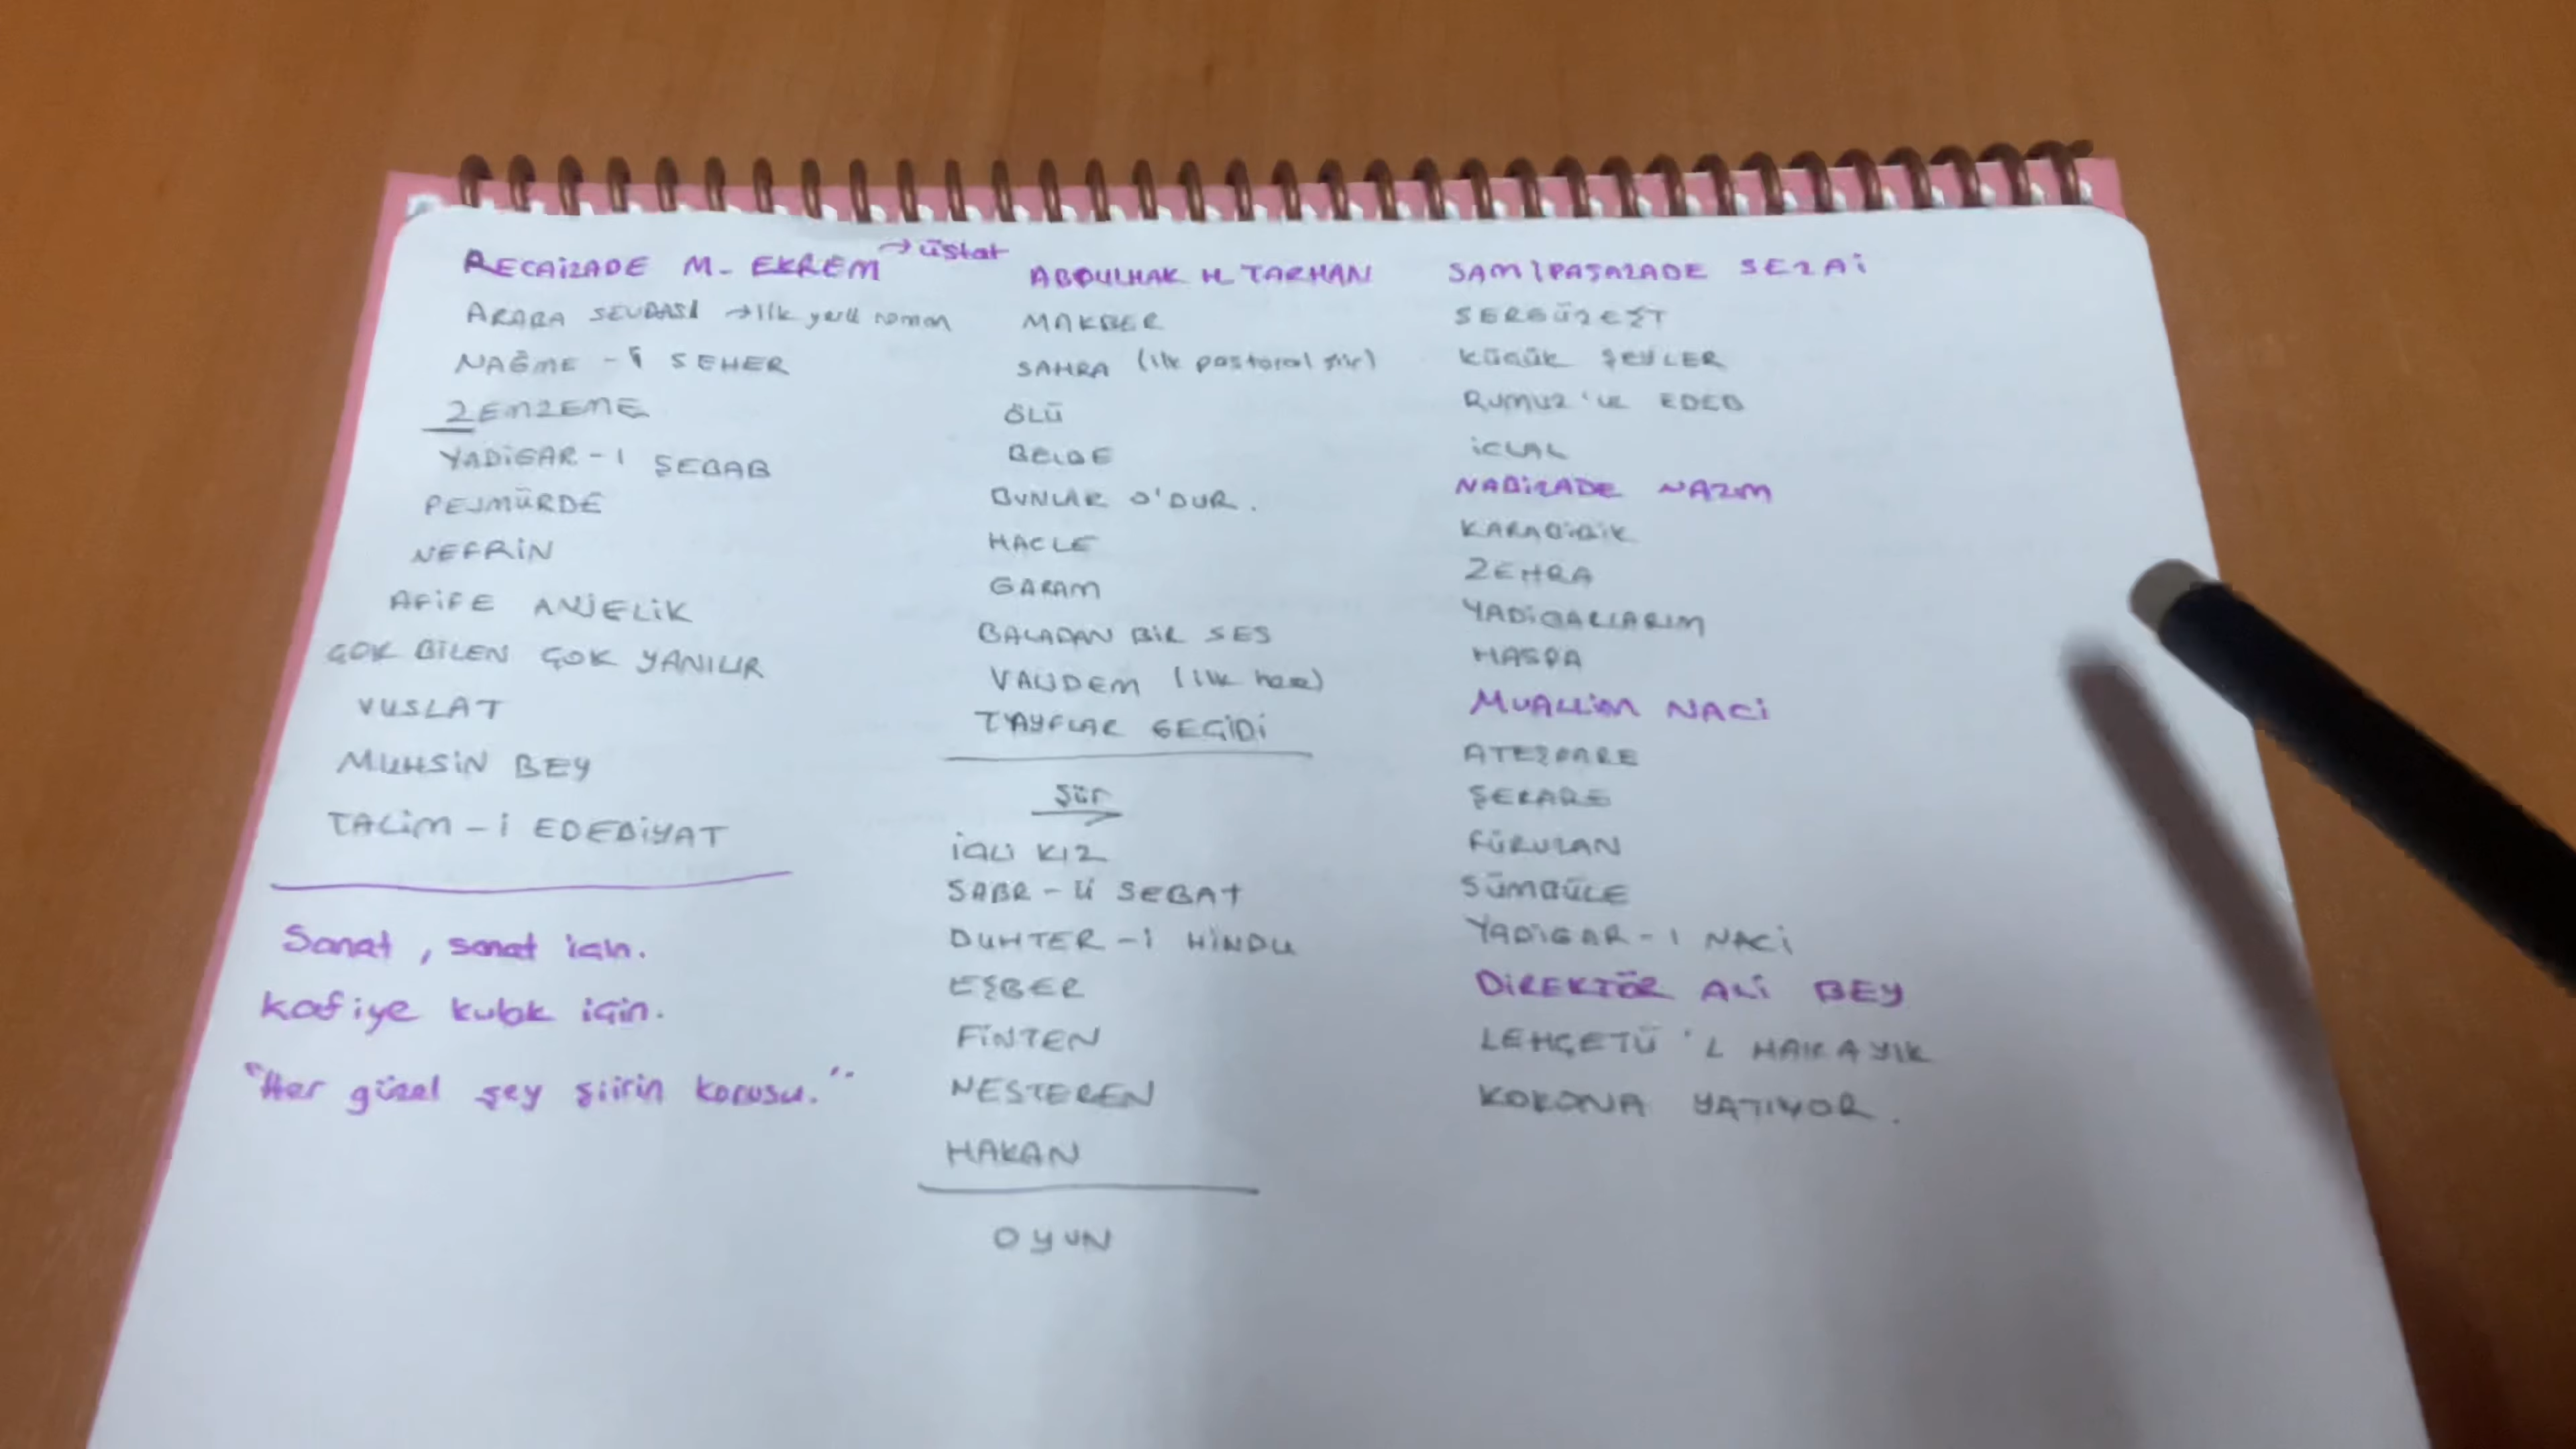 RECAİZADE M- EKREM → üstat
ARABA SEVDASI → ilk yerli roman
NAĞME - İ SEHER
ZEMZEME
YADİGAR - I ŞEBAB
PEJMÜRDE
NEFRİN
AFİFE ANJELİK
ÇOK BİLEN ÇOK YANILIR
VUSLAT
MUHSİN BEY
TALİM - İ EDEBİYAT
Sanat, sanat için.
kafiye kulak için.
"Her güzel şey şiirin konusu."
ABDULHAK H TARHAN
MAKBER
SAHRA (ilk pastoral şiir)
ÖLÜ
BELDE
BUNLAR O'DUR.
HACLE
GARAM
BALADAN BİR SES
VALİDEM (ilk hece)
TAYFLAR GEÇİDİ
Şiir
İÇLİ KIZ
SABR - Ü SEBAT
DUHTER - İ HİNDU
EŞBER
FİNTEN
NESTEREN
HAKAN
OYUN
SAMİPAŞAZADE SEZAİ
SERGÜZEŞT
KÜÇÜK ŞEYLER
RUMUZ'UL EDEB
İCLAL
NABİZADE NAZIM
KARABİBİK
ZEHRA
YADİGARLARIM
HASPA
MUALLİM NACİ
ATEŞPARE
ŞERARE
FÜRUZAN
SÜMBÜLE
YADİGAR - I NACİ
DİREKTÖR ALİ BEY
LEHÇETÜ'L HAKAYIK
KOKONA YATIYOR.